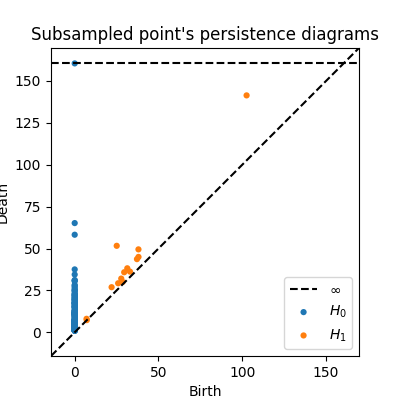 Subsampled point's persistence diagrams
Death
150
125
100
75
50
25
0
0 50 100 150
Birth
∞
H₀
H₁